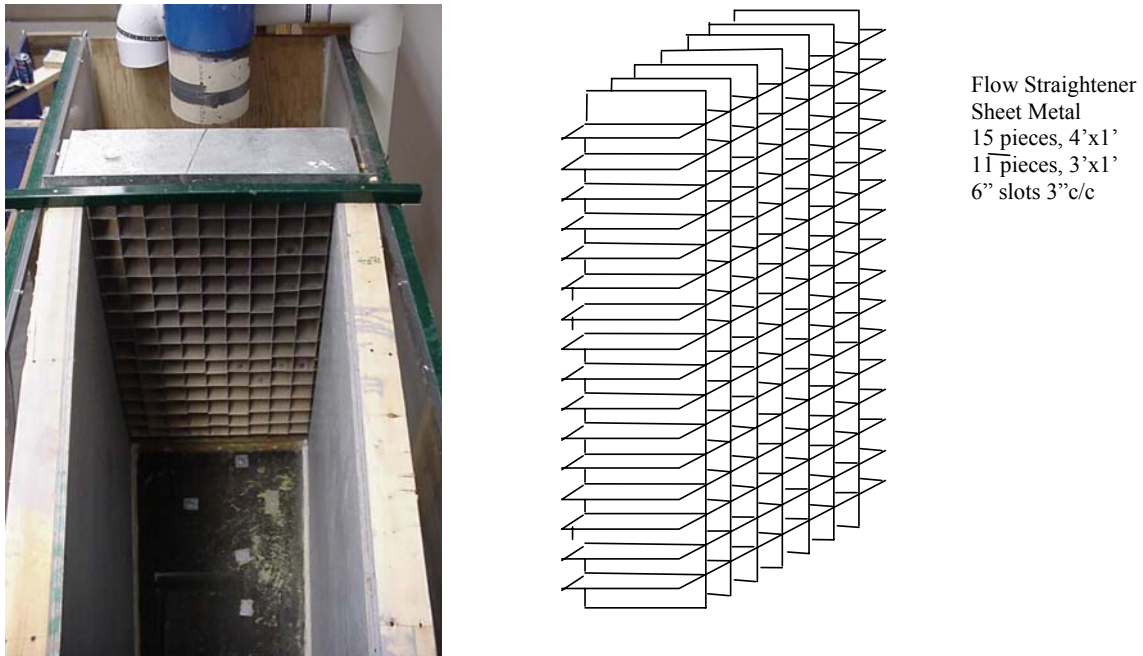 Flow Straightener
Sheet Metal
15 pieces, 4’x1’
11 pieces, 3’x1’
6” slots 3”c/c